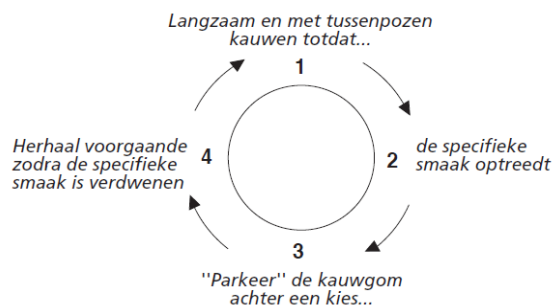 Langzaam en met tussenpozen
kauwen totdat...
1
de specifieke
smaak optreedt
2
3
"Parkeer" de kauwgom
achter een kies...
Herhaal voorgaande
zodra de specifieke
smaak is verdwenen
4